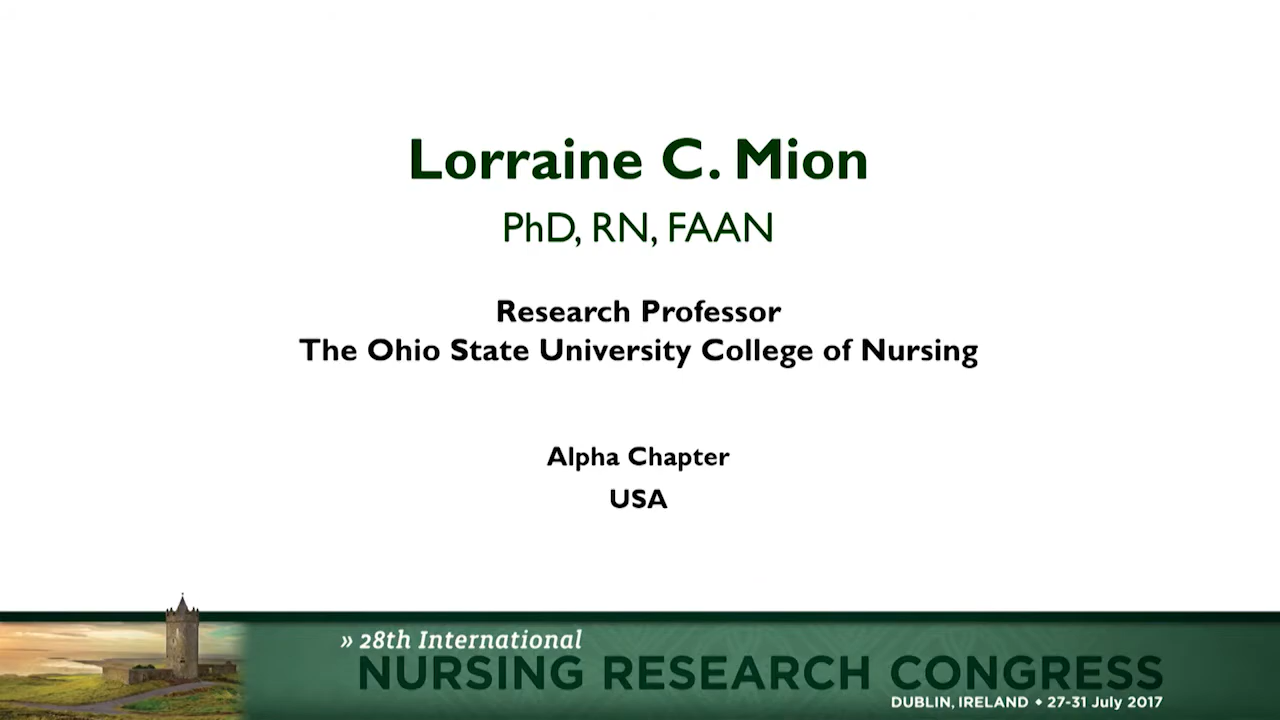 Lorraine C. Mion
PhD, RN, FAAN
Research Professor
The Ohio State University College of Nursing
Alpha Chapter
USA
» 28th International
NURSING RESEARCH CONGRESS
DUBLIN, IRELAND • 27-31 July 2017